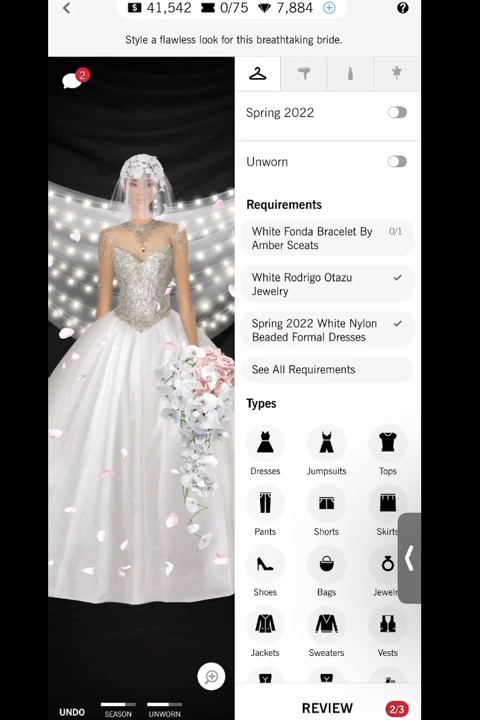 41,542 0/75 7,884
Style a flawless look for this breathtaking bride.
2
Spring 2022
Unworn
Requirements
White Fonda Bracelet By 0/1
Amber Sceats
White Rodrigo Otazu
Jewelry
Spring 2022 White Nylon
Beaded Formal Dresses
See All Requirements
Types
Dresses Jumpsuits Tops
Pants Shorts Skirts
Shoes Bags Jewelr
Jackets Sweaters Vests
UNDO SEASON UNWORN REVIEW 2/3